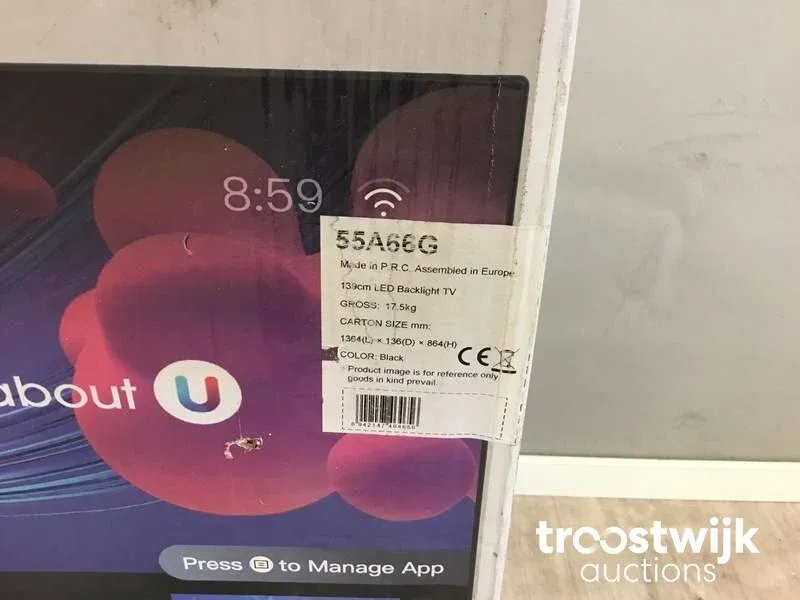 8:59
55A66G
Made in P.R.C. Assembled in Europe
139cm LED Backlight TV
GROSS: 17.5kg
CARTON SIZE mm:
1364(L) × 136(D) × 864(H)
COLOR: Black
CE
Product image is for reference only,
goods in kind prevail.
about U
Press to Manage App
troostwijk
auctions